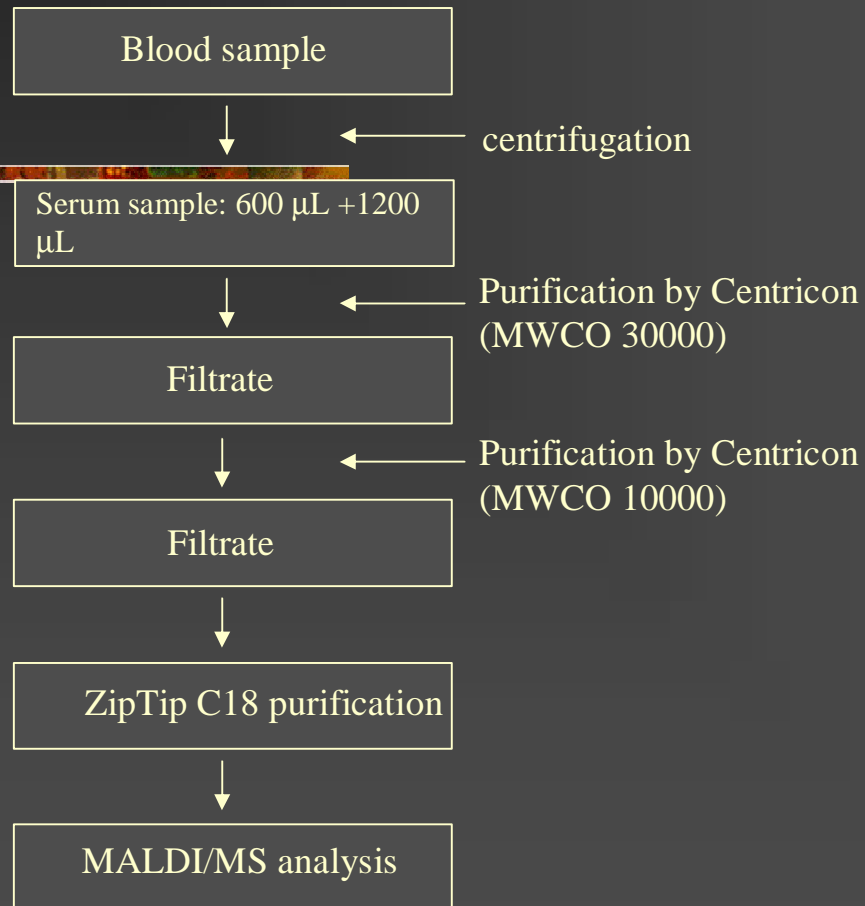 Blood sample
centrifugation
Serum sample: 600 µL +1200
µL
Purification by Centricon
(MWCO 30000)
Filtrate
Purification by Centricon
(MWCO 10000)
Filtrate
ZipTip C18 purification
MALDI/MS analysis